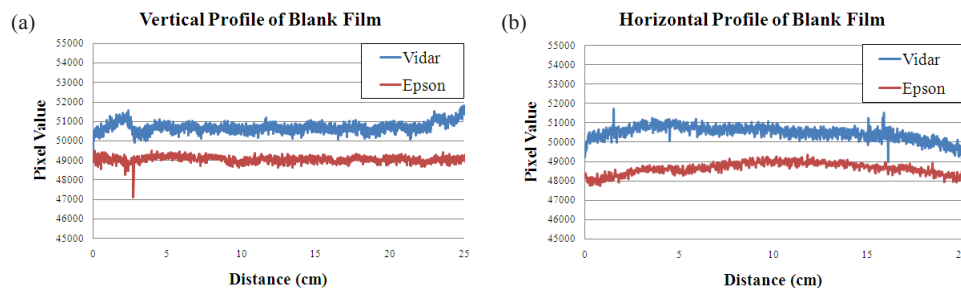 (a)
Vertical Profile of Blank Film
55000
54000
53000
52000
51000
50000
49000
48000
47000
46000
45000
Pixel Value
Vidar
Epson
0 5 10 15 20 25
Distance (cm)
(b)
Horizontal Profile of Blank Film
55000
54000
53000
52000
51000
50000
49000
48000
47000
46000
45000
Pixel Value
Vidar
Epson
0 5 10 15
Distance (cm)